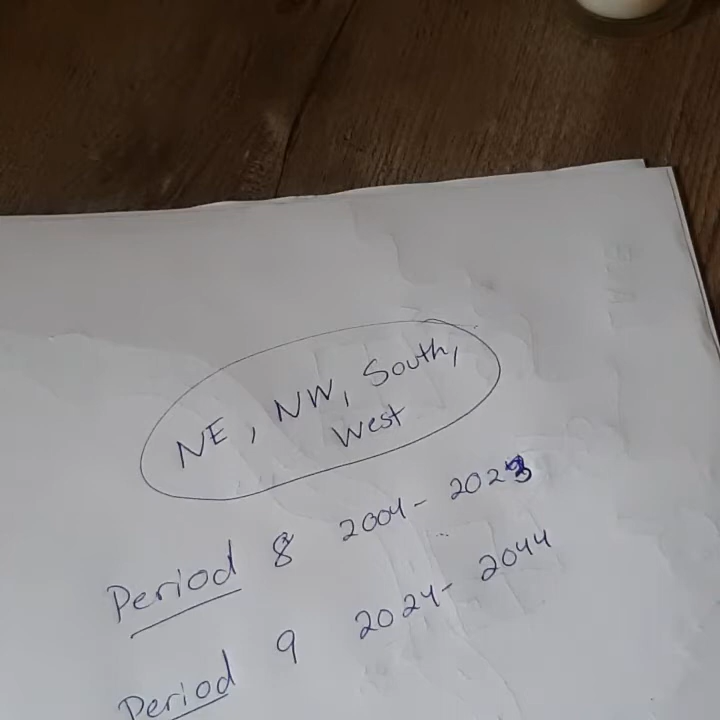 NE, NW, South,
West
Period 8 2004 - 2023
Period 9 2024 - 2044